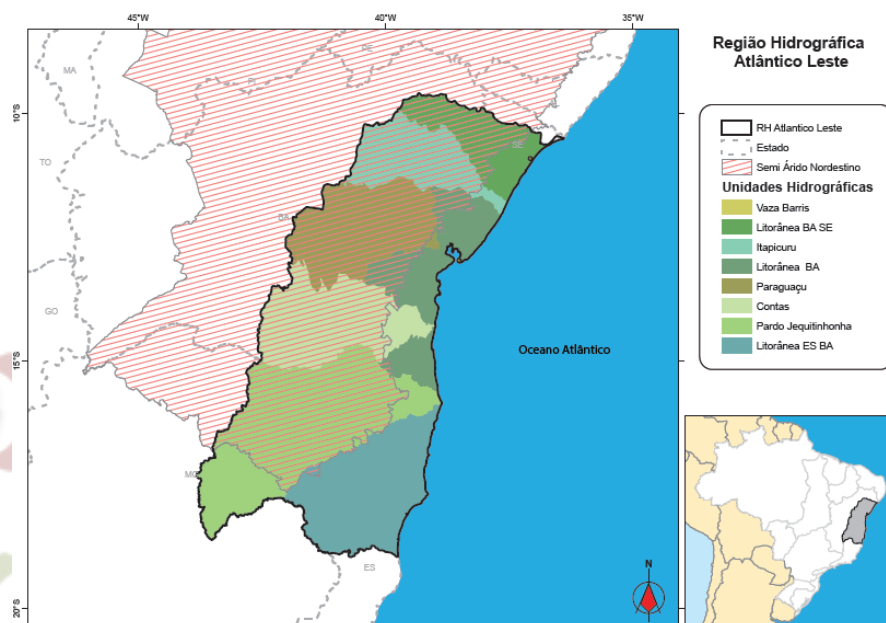 45°W
40°W
35°W
Região Hidrográfica
Atlântico Leste
PE
MA
PI
10°S
RH Atlantico Leste
Estado
SE
TO
Semi Árido Nordestino
Unidades Hidrográficas
Vaza Barris
BA
Litorânea BA SE
Itapicuru
Litorânea BA
Paraguaçu
GO
Contas
Pardo Jequitinhonha
Litorânea ES BA
Oceano Atlântico
15°S
MG
ES
N
20°S